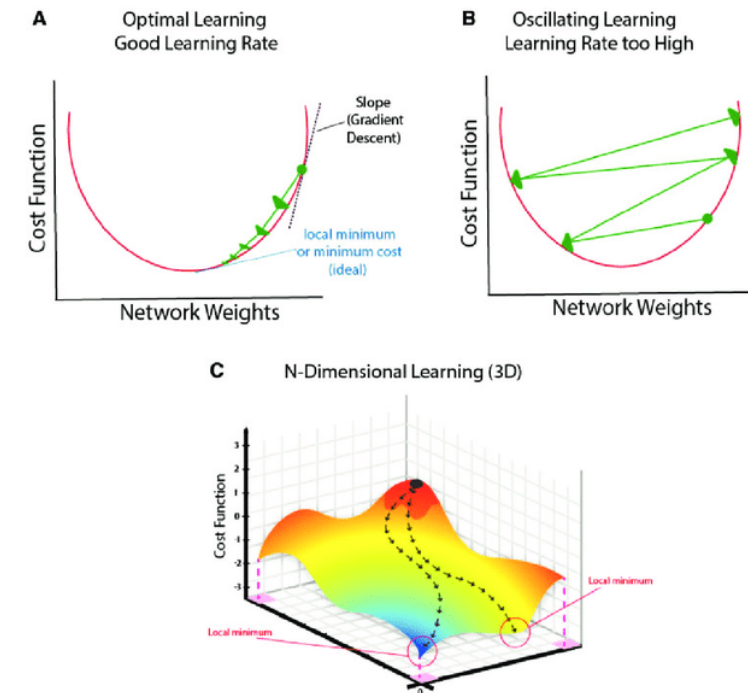 A
Optimal Learning
Good Learning Rate
Cost Function
Slope
(Gradient
Descent)
local minimum
or minimum cost
(ideal)
Network Weights
B
Oscillating Learning
Learning Rate too High
Cost Function
Network Weights
C
N-Dimensional Learning (3D)
Cost Function
3
2
1
0
-1
-2
-3
Local minimum
Local minimum